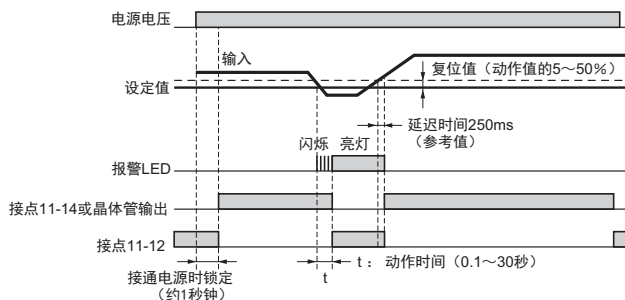 电源电压
输入
复位值（动作值的5～50%）
设定值
延迟时间250ms
（参考值）
闪烁 亮灯
报警LED
接点11-14或晶体管输出
接点11-12
t： 动作时间（0.1～30秒）
接通电源时锁定
（约1秒钟）
t